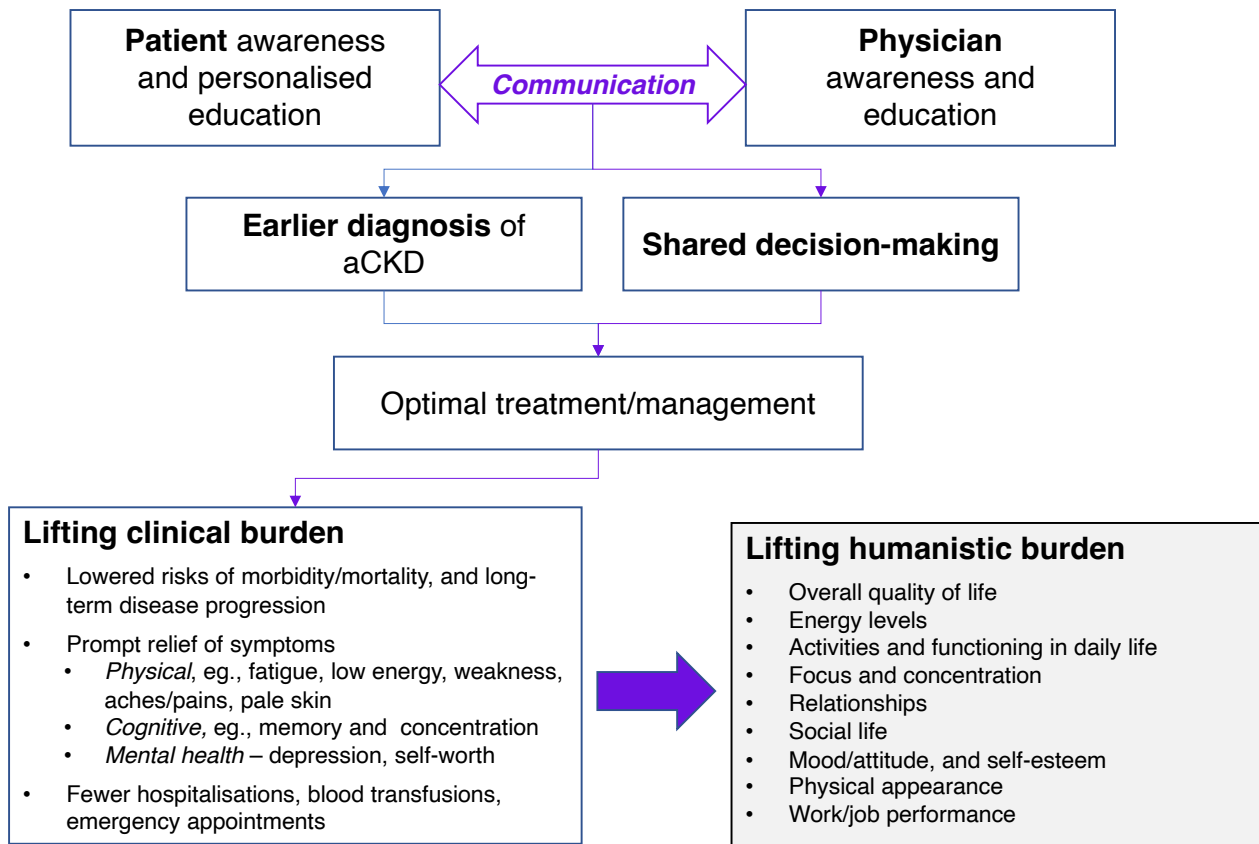 Patient awareness
and personalised
education
Communication
Physician
awareness and
education
Earlier diagnosis of
aCKD
Shared decision-making
Optimal treatment/management
Lifting clinical burden
• Lowered risks of morbidity/mortality, and long-
term disease progression
• Prompt relief of symptoms
• Physical, eg., fatigue, low energy, weakness,
aches/pains, pale skin
• Cognitive, eg., memory and concentration
• Mental health – depression, self-worth
• Fewer hospitalisations, blood transfusions,
emergency appointments
Lifting humanistic burden
• Overall quality of life
• Energy levels
• Activities and functioning in daily life
• Focus and concentration
• Relationships
• Social life
• Mood/attitude, and self-esteem
• Physical appearance
• Work/job performance